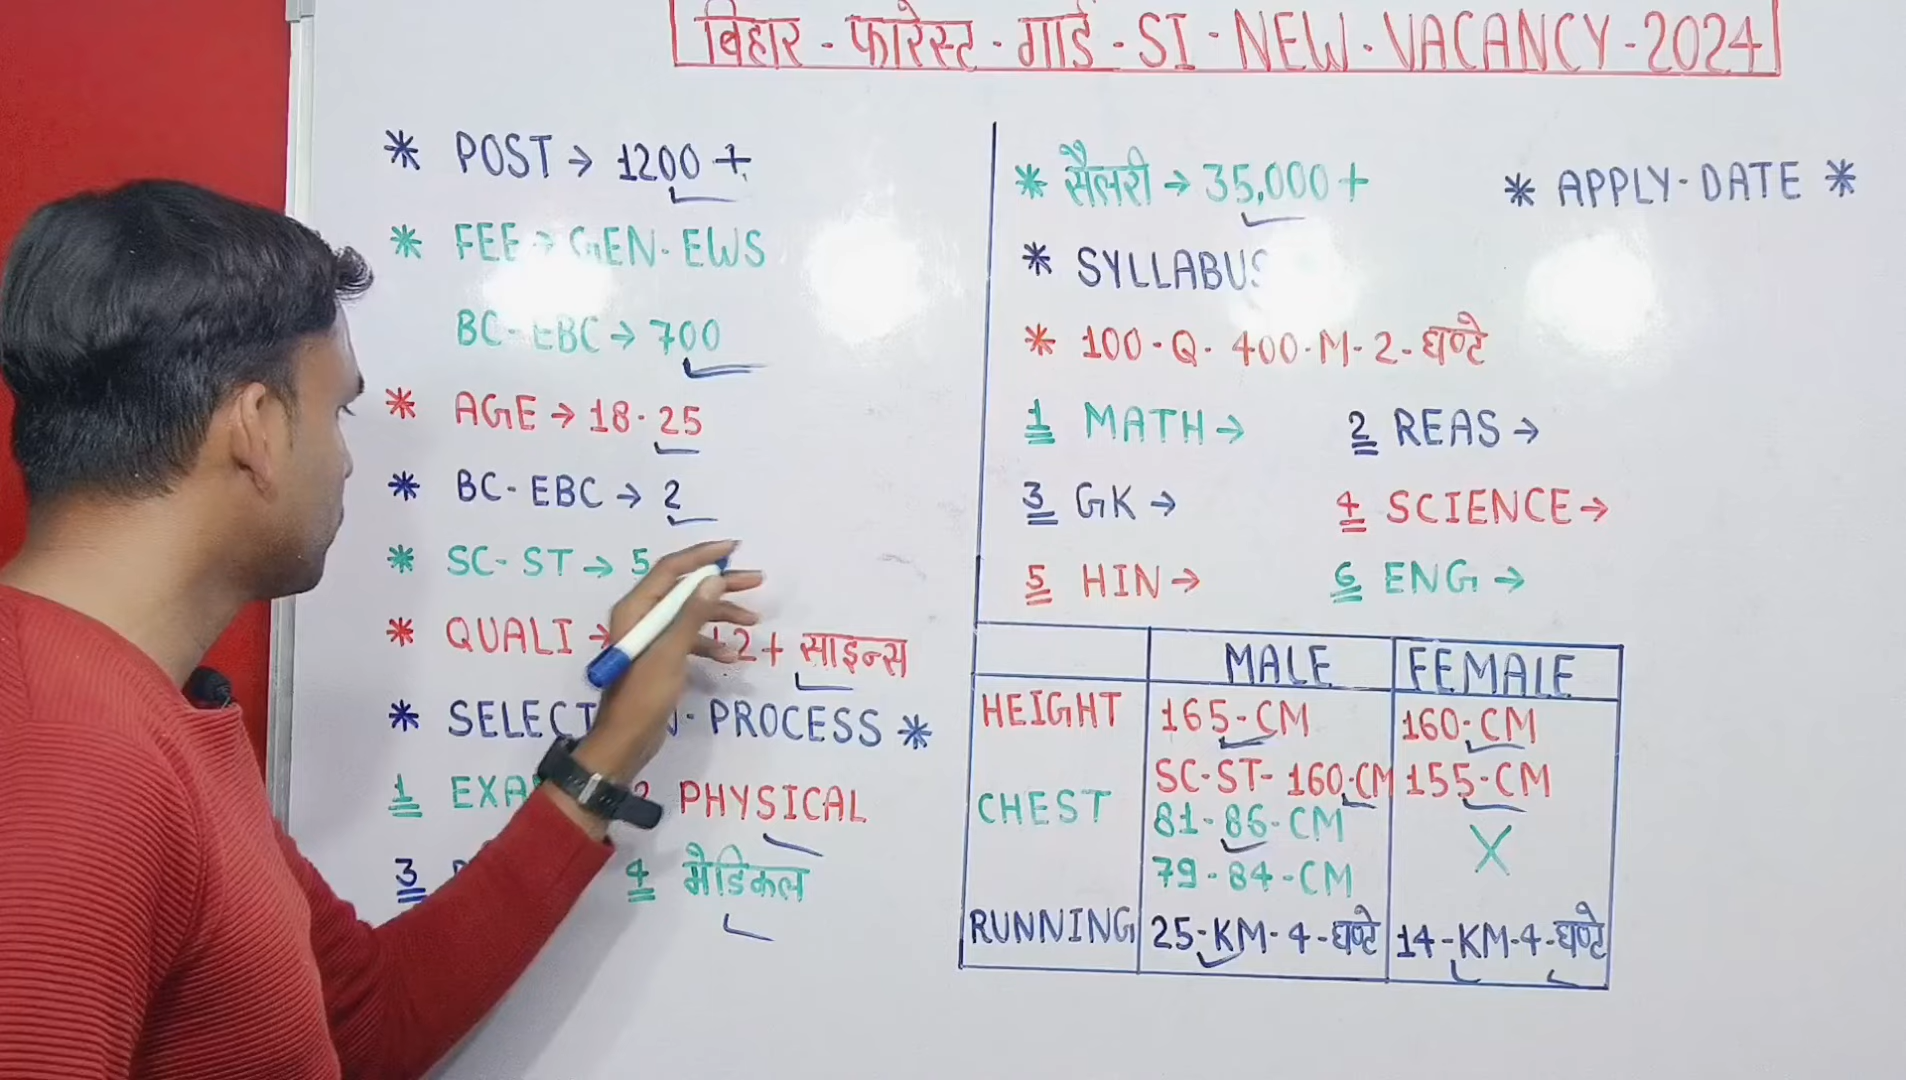 बिहार - फारेस्ट - गार्ड - SI - NEW - VACANCY - 2024
* POST → 1200 +
* FEE → GEN - EWS
BC - EBC → 700
* AGE → 18 - 25
* BC - EBC → 2
* SC - ST → 5
* QUALI → +2 + साइन्स
* - PROCESS *
1 2 PHYSICAL
3 4 मेडिकल
* सैलरी → 35,000 +
* APPLY - DATE *
* SYLLABUS
* 100 - Q - 400 - M - 2 - घण्टे
1 MATH → 2 REAS →
3 GK → 4 SCIENCE →
5 HIN → 6 ENG →
MALE FEMALE
HEIGHT 165 - CM 160 - CM
SC - ST - 160 - CM 155 - CM
CHEST 81 - 86 - CM X
79 - 84 - CM
RUNNING 25 - KM - 4 - घण्टे 14 - KM - 4 - घण्टे